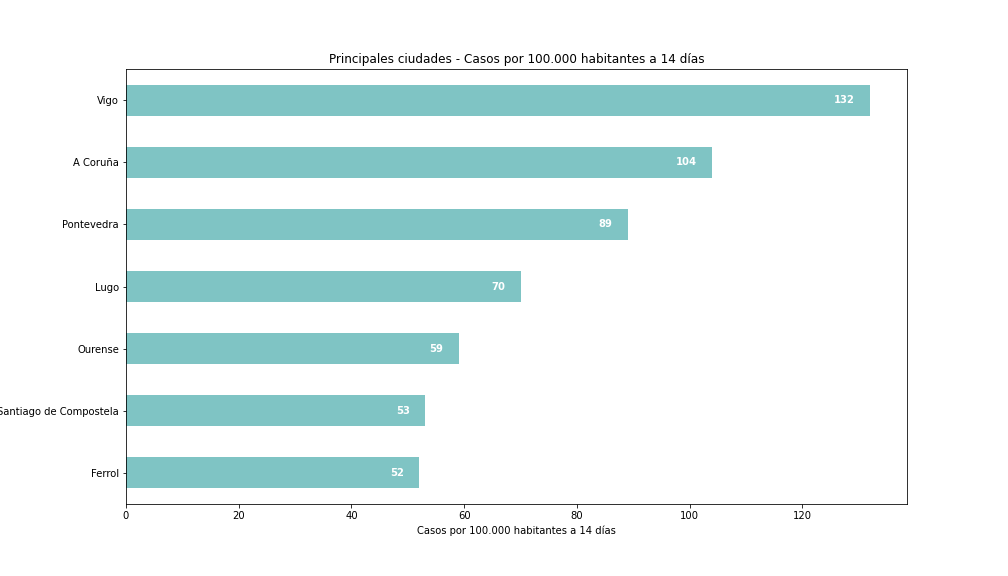 Principales ciudades - Casos por 100.000 habitantes a 14 días
Vigo
132
A Coruña
104
Pontevedra
89
Lugo
70
Ourense
59
Santiago de Compostela
53
Ferrol
52
0 20 40 60 80 100 120
Casos por 100.000 habitantes a 14 días